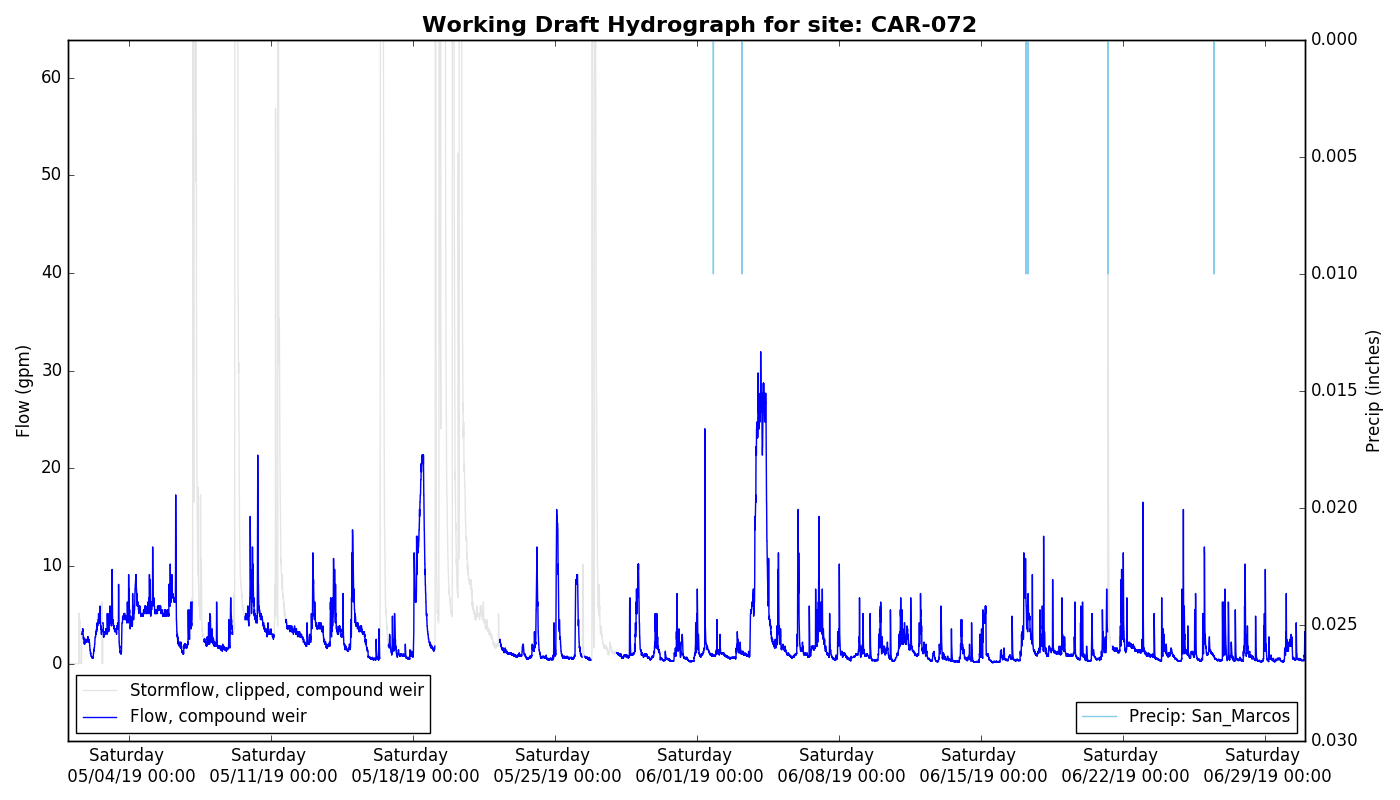 Working Draft Hydrograph for site: CAR-072
60
50
40
30
20
10
0
Flow (gpm)
0.000
0.005
0.010
0.015
0.020
0.025
0.030
Precip (inches)
Stormflow, clipped, compound weir
Flow, compound weir
Precip: San_Marcos
Saturday
05/04/19 00:00
Saturday
05/11/19 00:00
Saturday
05/18/19 00:00
Saturday
05/25/19 00:00
Saturday
06/01/19 00:00
Saturday
06/08/19 00:00
Saturday
06/15/19 00:00
Saturday
06/22/19 00:00
Saturday
06/29/19 00:00